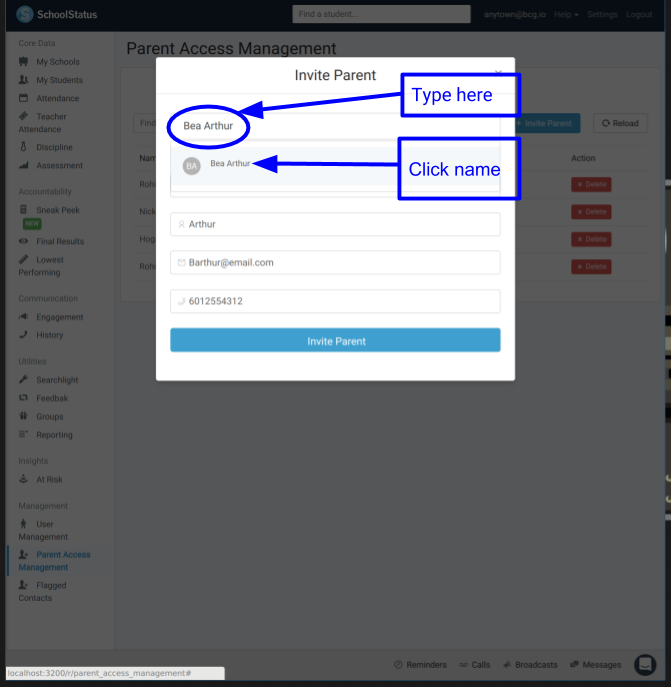 SchoolStatus
Find a student...
anytown@bcg.io Help Settings Logout
Core Data
My Schools
My Students
Attendance
Teacher
Attendance
Discipline
Assessment
Accountability
Sneak Peek
NEW
Final Results
Lowest
Performing
Communication
Engagement
History
Utilities
Searchlight
Feedbak
Groups
Reporting
Insights
At Risk
Management
User
Management
Parent Access
Management
Flagged
Contacts
Parent Access Management
Find
+ Invite Parent
Reload
Nam
Action
Rohi
× Delete
Nick
× Delete
Hog
× Delete
Rohi
× Delete
Invite Parent
Type here
Bea Arthur
BA Bea Arthur
Click name
Arthur
Barthur@email.com
6012554312
Invite Parent
Reminders Calls Broadcasts Messages
localhost:3200/r/parent_access_management#